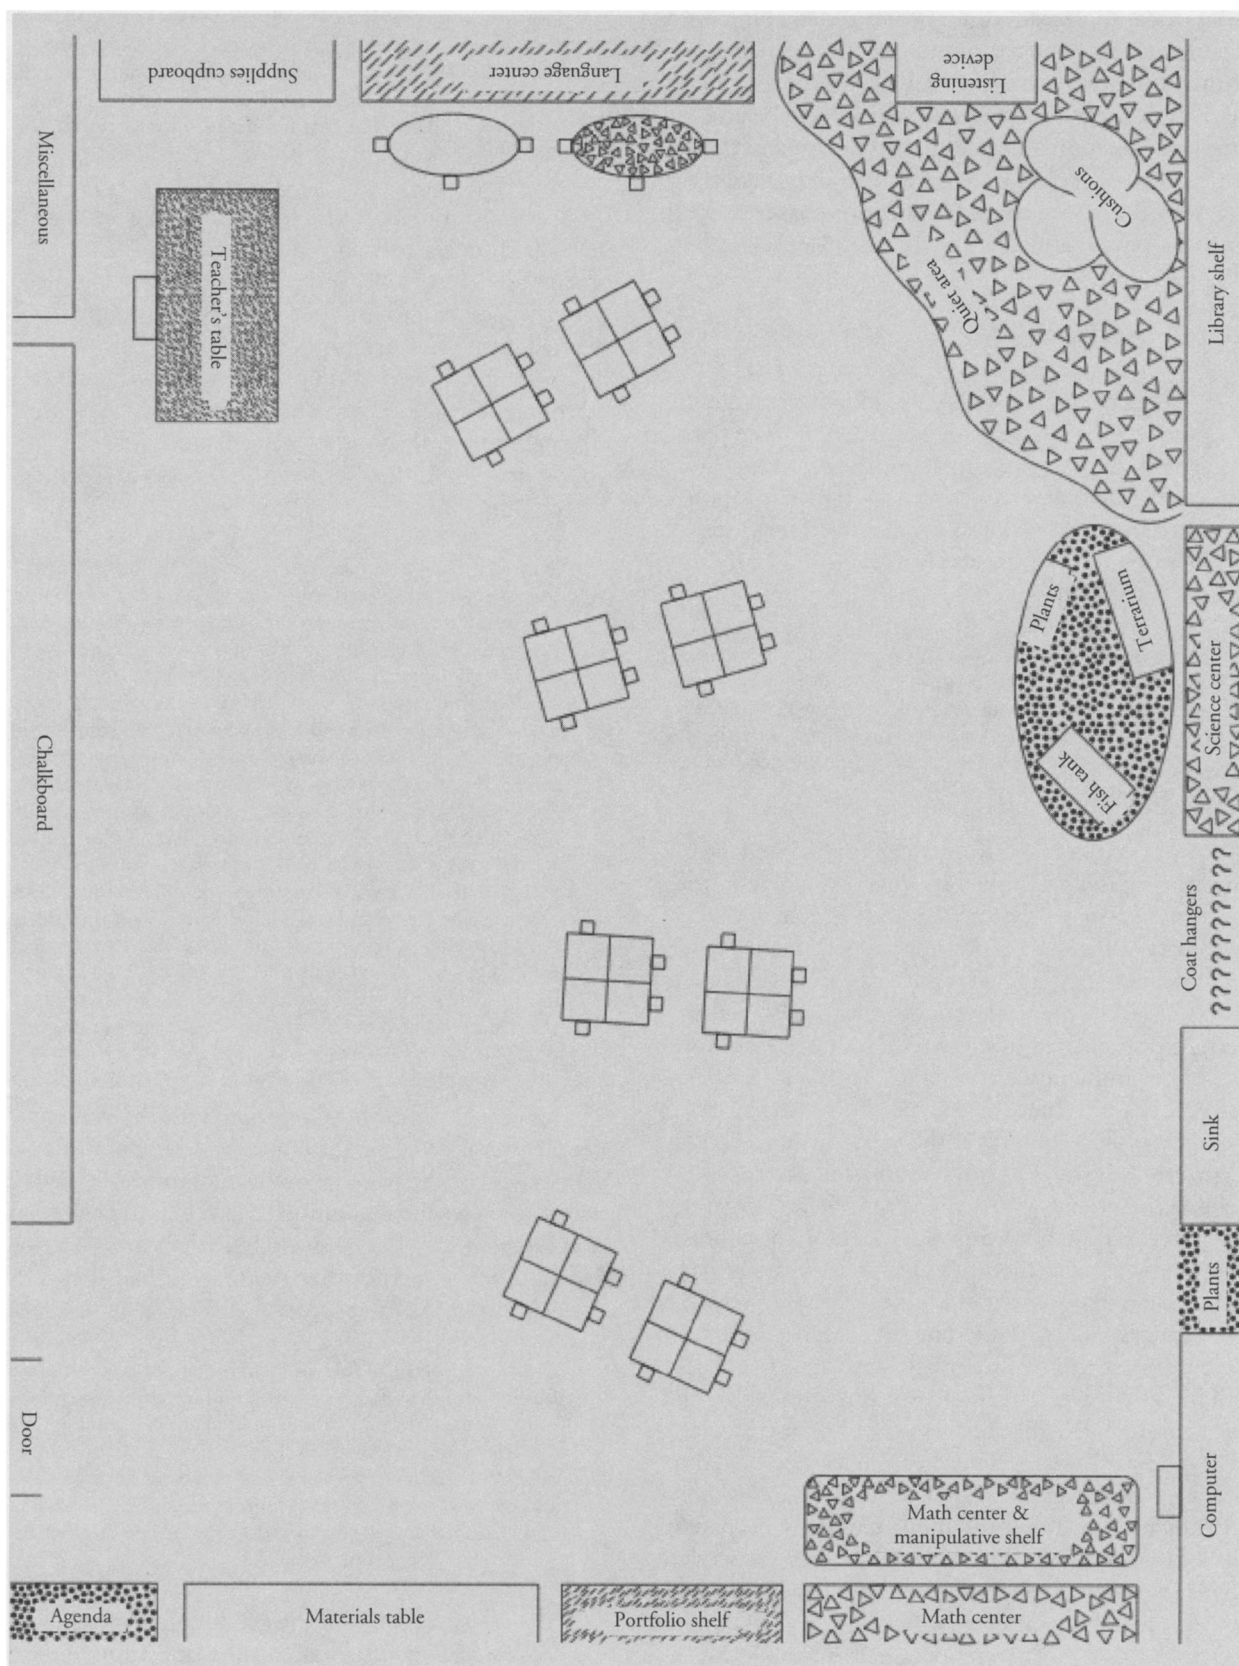 Supplies cupboard
Language center
Listening
device
Miscellaneous
Teacher's table
Cushions
Quiet area
Library shelf
Plants
Terrarium
Science center
Fish tank
Chalkboard
Coat hangers
? ? ? ? ? ? ? ? ? ?
Sink
Plants
Door
Computer
Math center &
manipulative shelf
Agenda
Materials table
Portfolio shelf
Math center